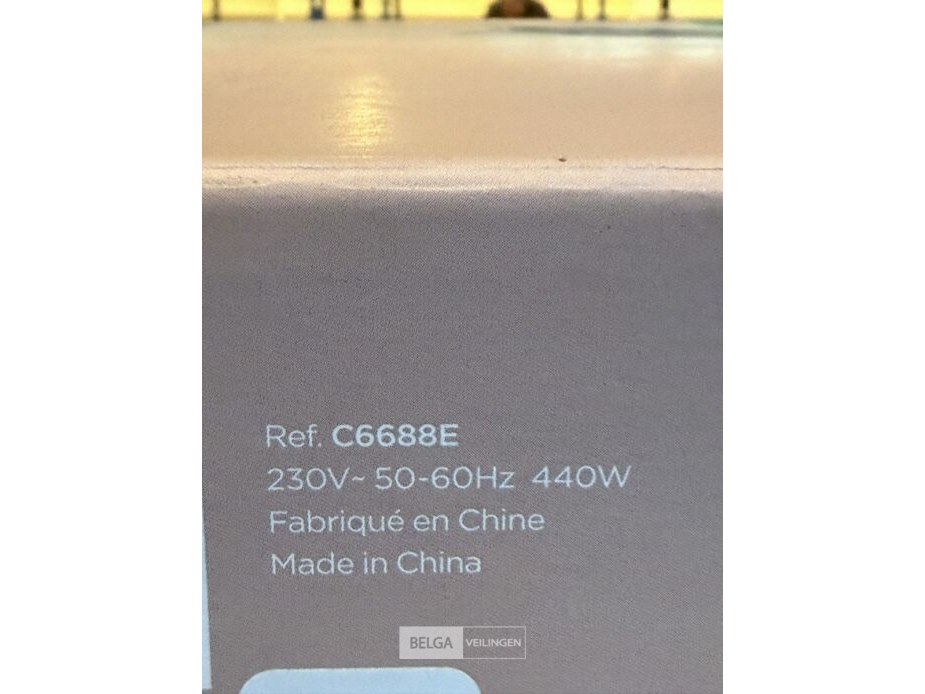 Ref. C6688E
230V~ 50-60Hz 440W
Fabriqué en Chine
Made in China
BELGA VEILINGEN